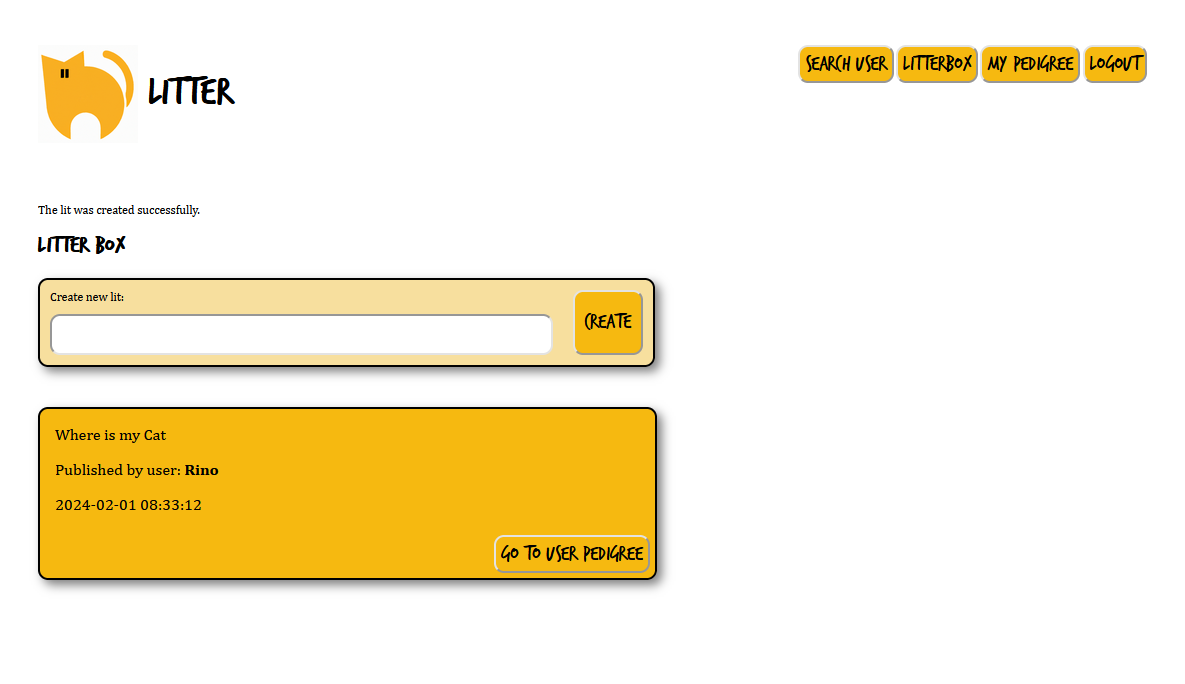 LITTER
SEARCH USER
LITTERBOX
MY PEDIGREE
LOGOUT
The lit was created successfully.
LITTER BOX
Create new lit:
CREATE
Where is my Cat
Published by user: Rino
2024-02-01 08:33:12
GO TO USER PEDIGREE